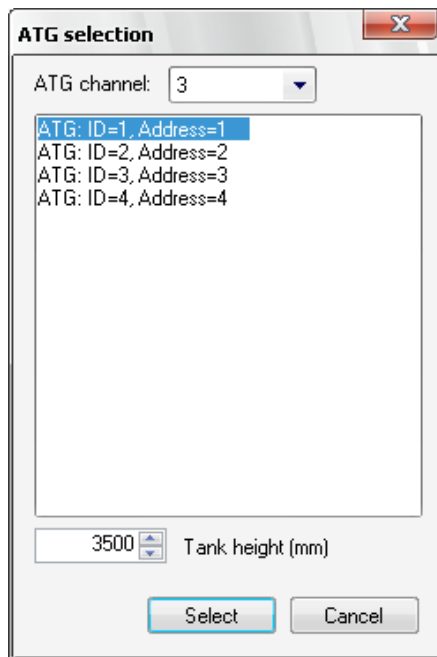 ATG selection
ATG channel: 3
ATG: ID=1, Address=1
ATG: ID=2, Address=2
ATG: ID=3, Address=3
ATG: ID=4, Address=4
3500 Tank height (mm)
Select Cancel